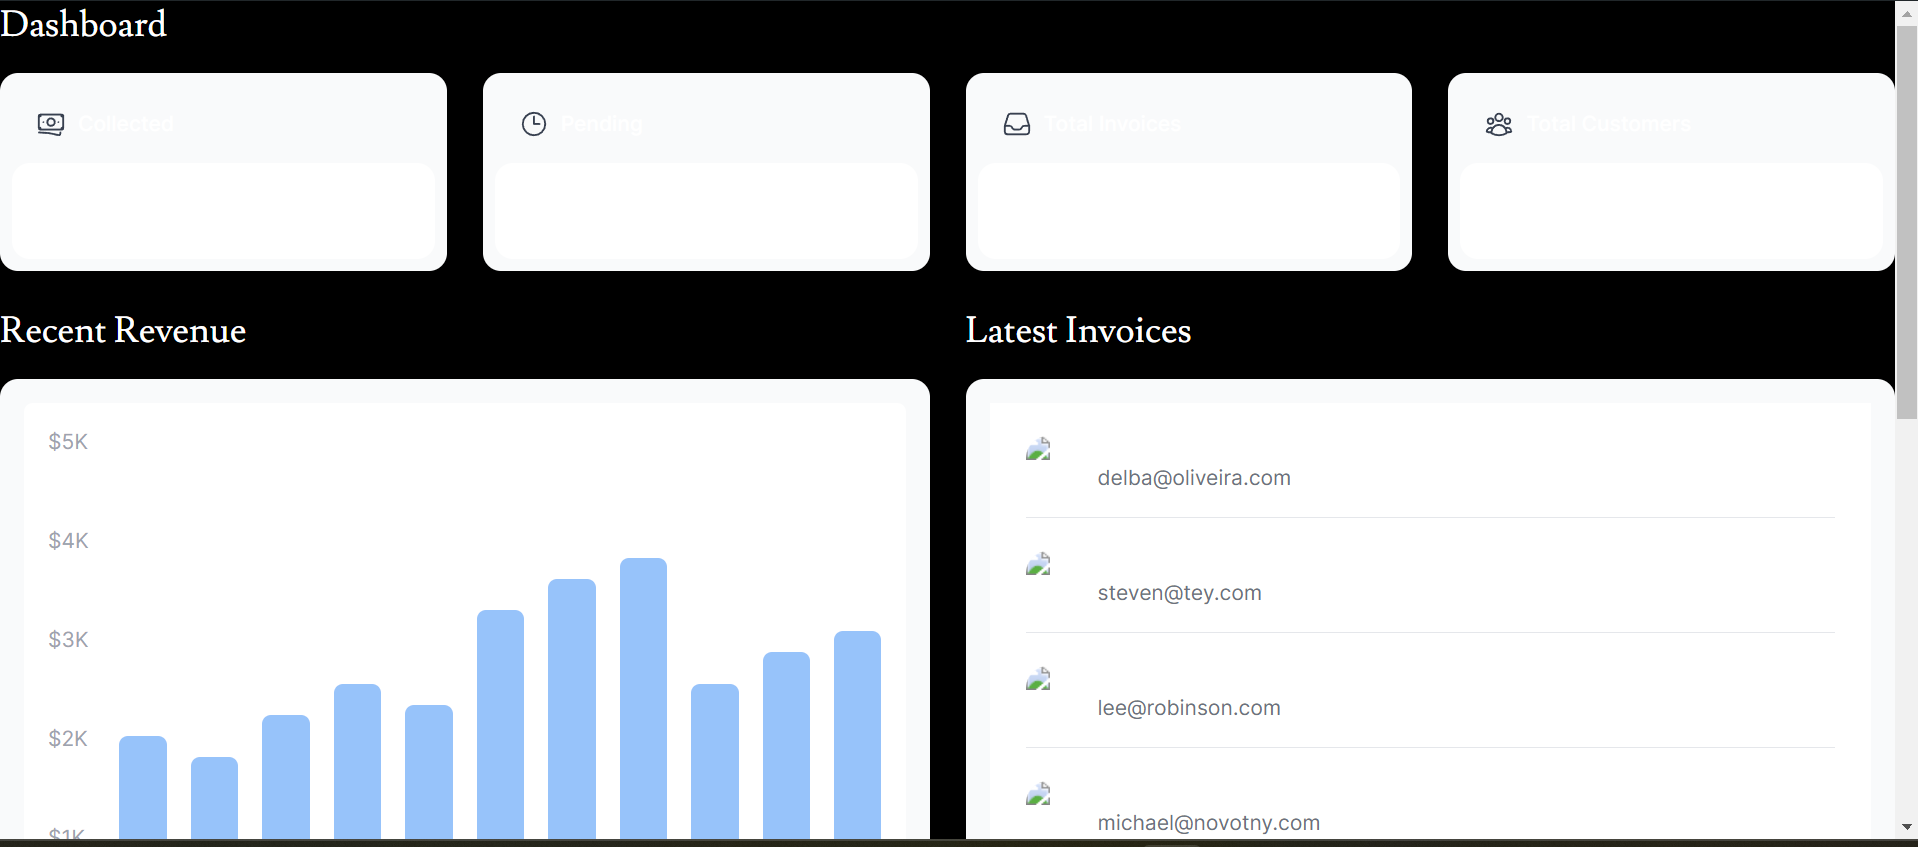 Dashboard
Collected
Pending
Total Invoices
Total Customers
Recent Revenue
Latest Invoices
$5K
$4K
$3K
$2K
$1K
delba@oliveira.com
steven@tey.com
lee@robinson.com
michael@novotny.com